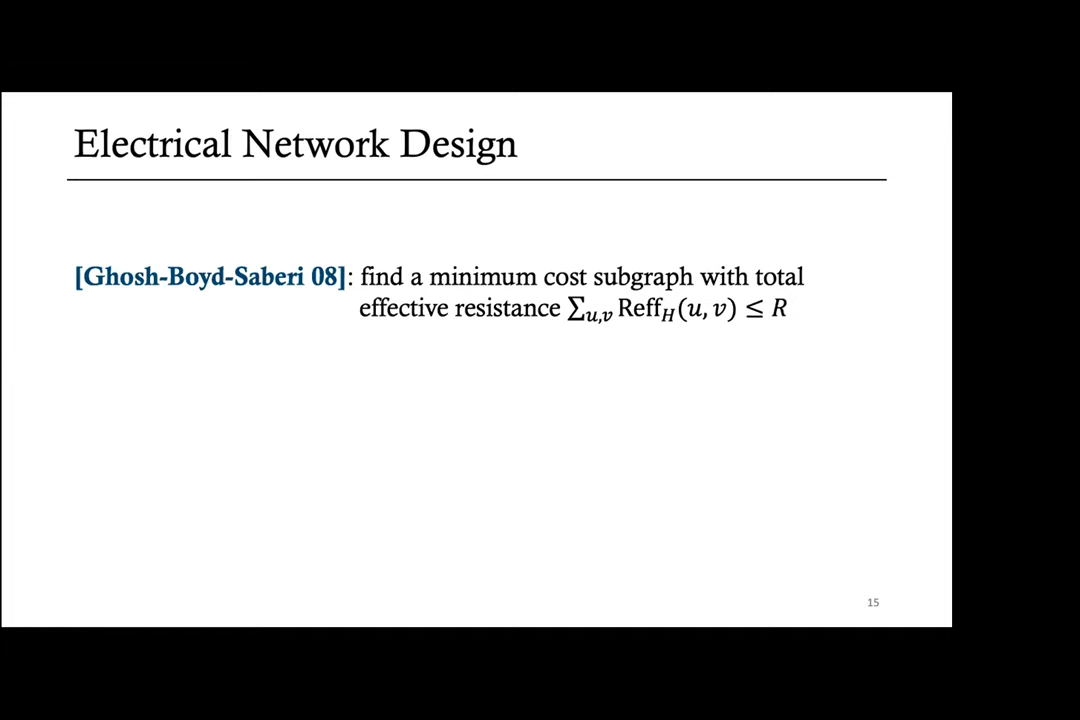 Electrical Network Design
[Ghosh-Boyd-Saberi 08]: find a minimum cost subgraph with total
effective resistance ∑_{u,v} Reff_H(u, v) ≤ R
15